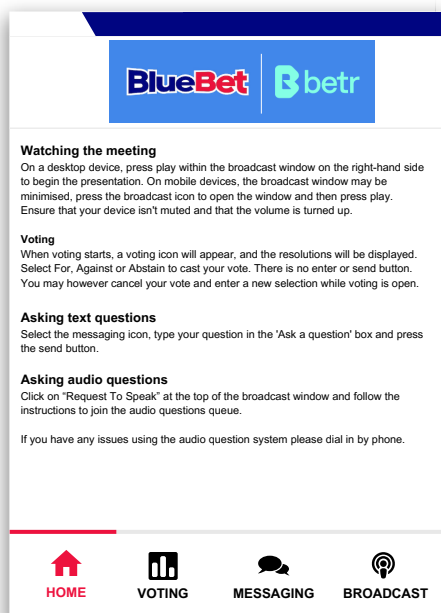 BlueBet betr
Watching the meeting
On a desktop device, press play within the broadcast window on the right-hand side
to begin the presentation. On mobile devices, the broadcast window may be
minimised, press the broadcast icon to open the window and then press play.
Ensure that your device isn't muted and that the volume is turned up.
Voting
When voting starts, a voting icon will appear, and the resolutions will be displayed.
Select For, Against or Abstain to cast your vote. There is no enter or send button.
You may however cancel your vote and enter a new selection while voting is open.
Asking text questions
Select the messaging icon, type your question in the 'Ask a question' box and press
the send button.
Asking audio questions
Click on “Request To Speak” at the top of the broadcast window and follow the
instructions to join the audio questions queue.
If you have any issues using the audio question system please dial in by phone.
HOME VOTING MESSAGING BROADCAST